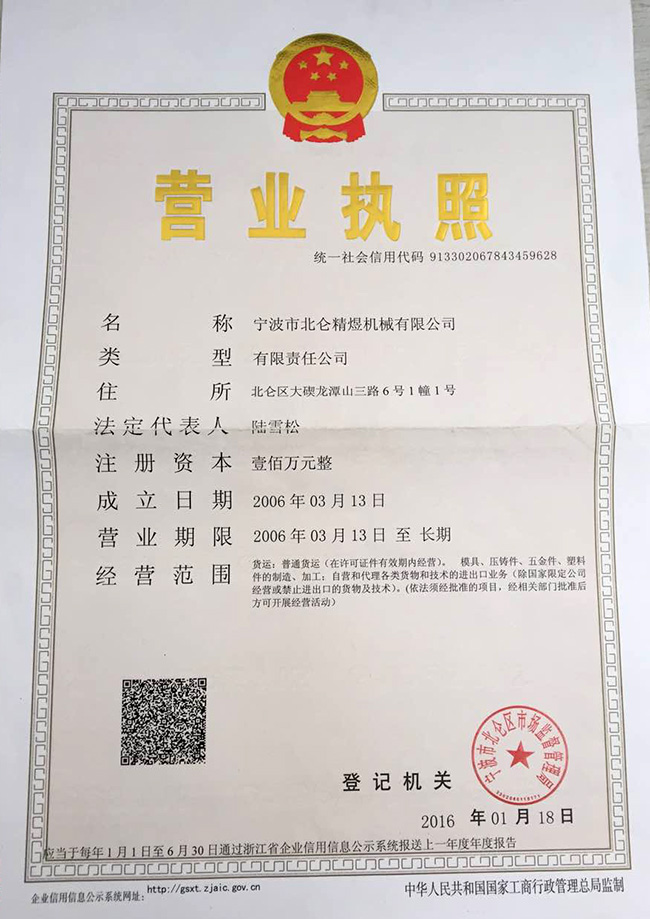 营业执照
统一社会信用代码 913302067843459628
名称 宁波市北仑精煜机械有限公司
类型 有限责任公司
住所 北仑区大碶龙潭山三路6号1幢1号
法定代表人 陆雪松
注册资本 壹佰万元整
成立日期 2006年03月13日
营业期限 2006年03月13日至长期
经营范围 货运：普通货运（在许可证件有效期内经营）。 模具、压铸件、五金件、塑料
件的制造、加工；自营和代理各类货物和技术的进出口业务（除国家限定公司
经营或禁止进出口的货物及技术）。(依法须经批准的项目，经相关部门批准后
方可开展经营活动）
宁波市北仑区市场监督管理局
登记机关
2016 年 01 月 18 日
应当于每年1月1日至6月30日通过浙江省企业信用信息公示系统报送上一年度年度报告
企业信用信息公示系统网址： http://gsxt.zjaic.gov.cn
中华人民共和国国家工商行政管理总局监制